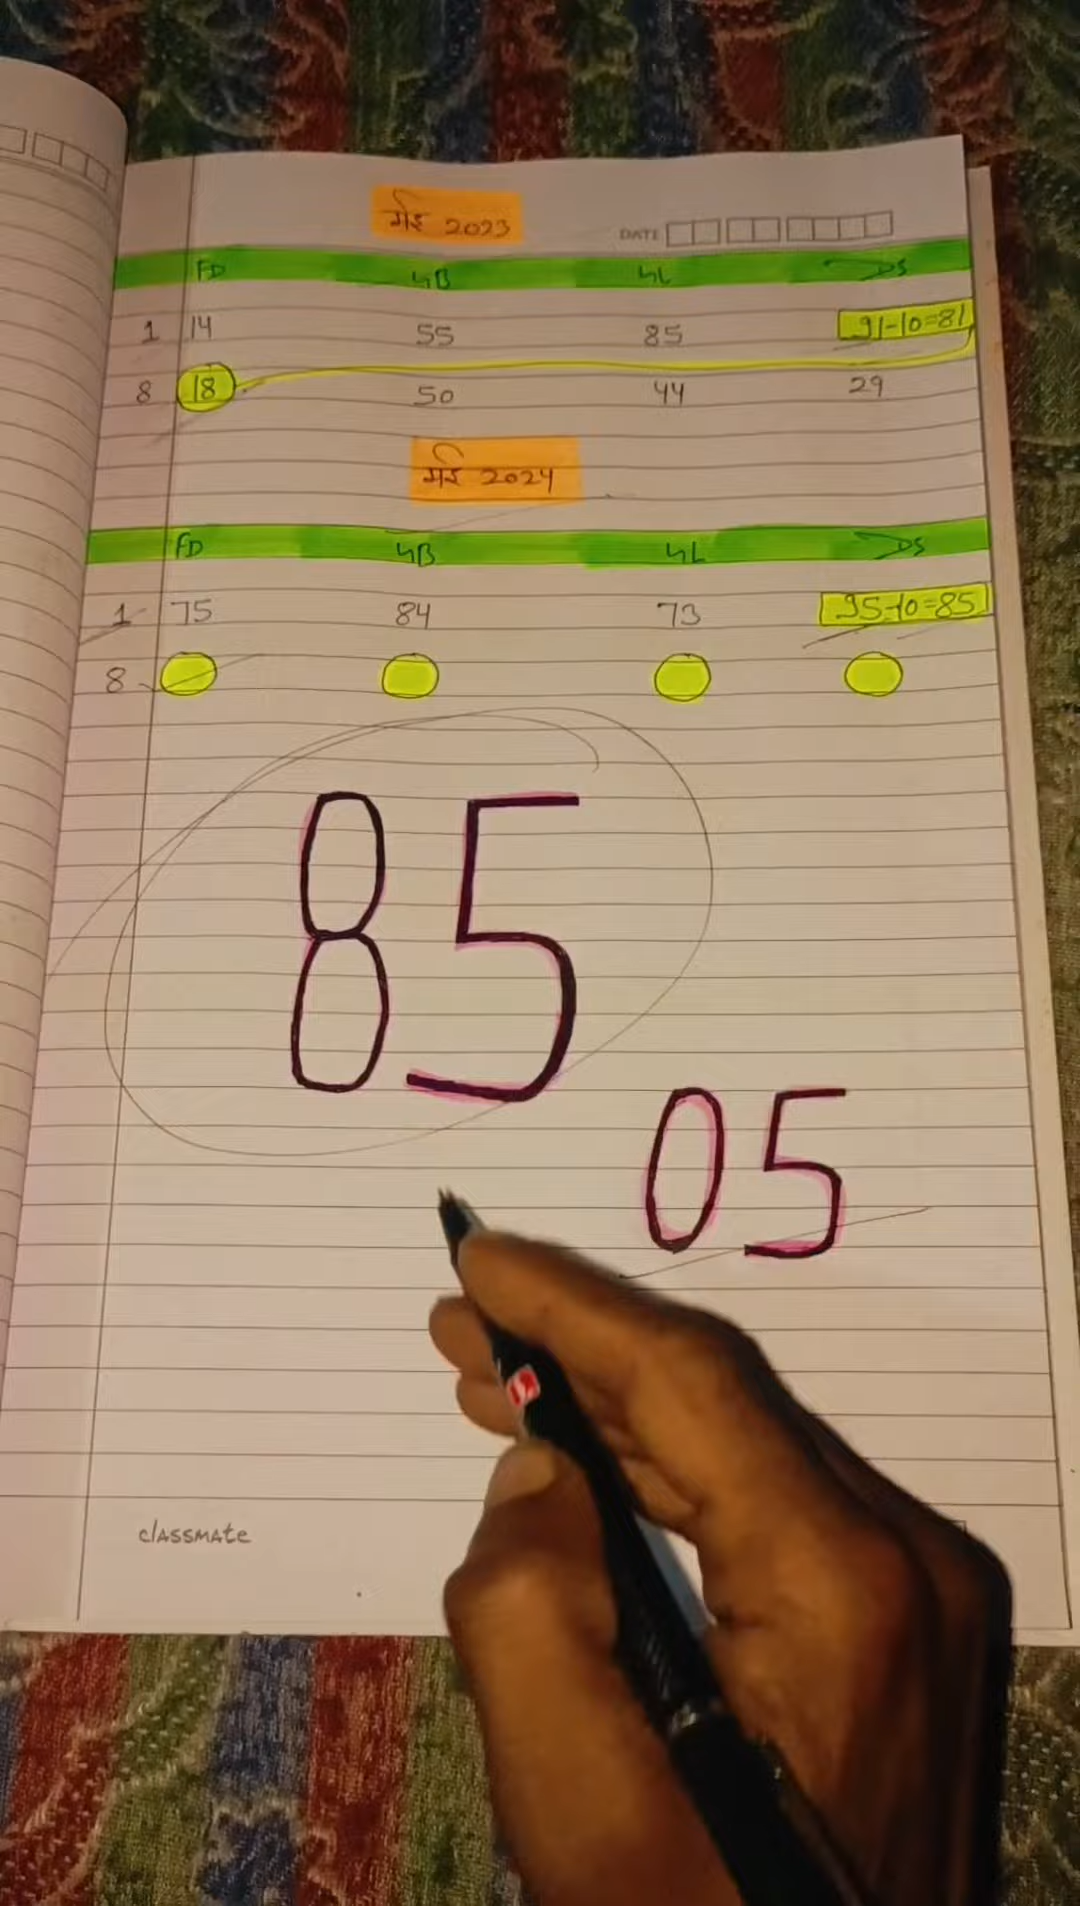 मई 2023
DATE
FD GB GL DS
1 14 55 85 91-10=81
8 18 50 44 29
मई 2024
FD GB GL DS
1 75 84 73 95-10=85
8
85
05
classmate